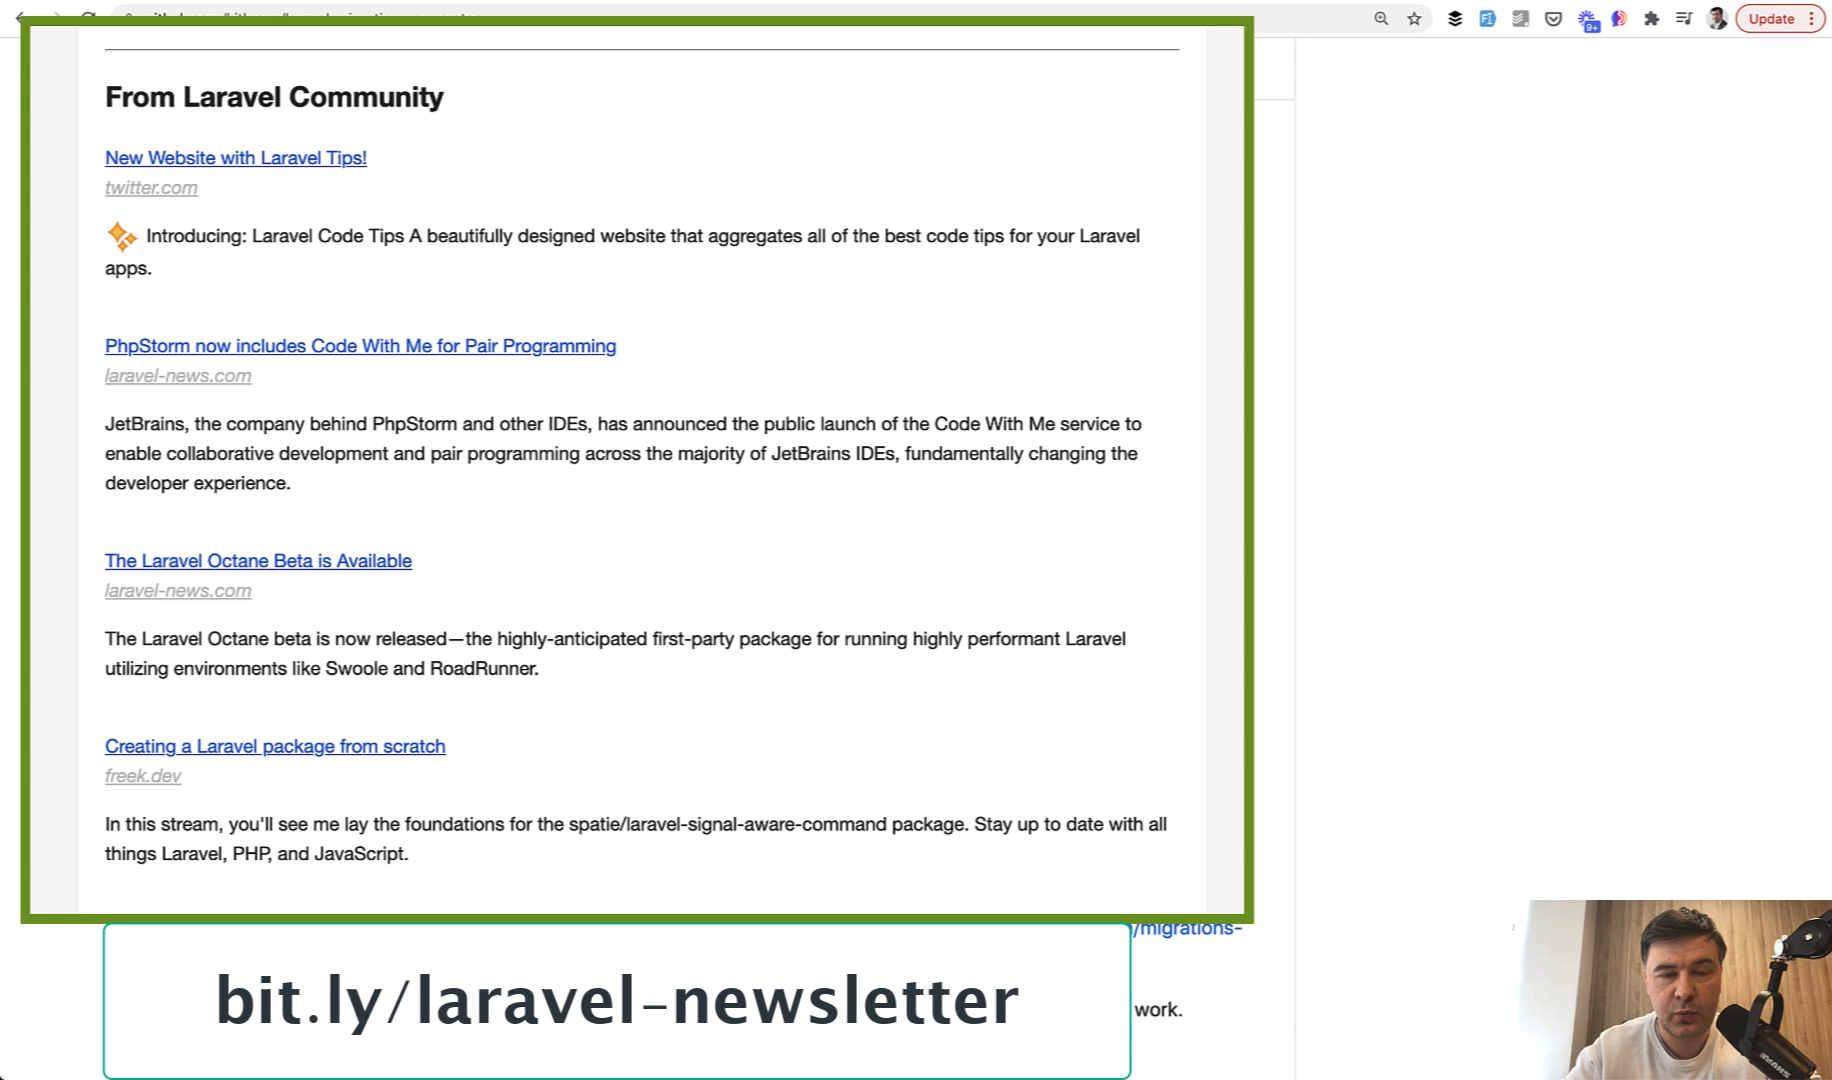 Update
9+
From Laravel Community
New Website with Laravel Tips!
twitter.com
Introducing: Laravel Code Tips A beautifully designed website that aggregates all of the best code tips for your Laravel
apps.
PhpStorm now includes Code With Me for Pair Programming
laravel-news.com
JetBrains, the company behind PhpStorm and other IDEs, has announced the public launch of the Code With Me service to
enable collaborative development and pair programming across the majority of JetBrains IDEs, fundamentally changing the
developer experience.
The Laravel Octane Beta is Available
laravel-news.com
The Laravel Octane beta is now released—the highly-anticipated first-party package for running highly performant Laravel
utilizing environments like Swoole and RoadRunner.
Creating a Laravel package from scratch
freek.dev
In this stream, you'll see me lay the foundations for the spatie/laravel-signal-aware-command package. Stay up to date with all
things Laravel, PHP, and JavaScript.
/migrations-
bit.ly/laravel-newsletter
work.
SHURE